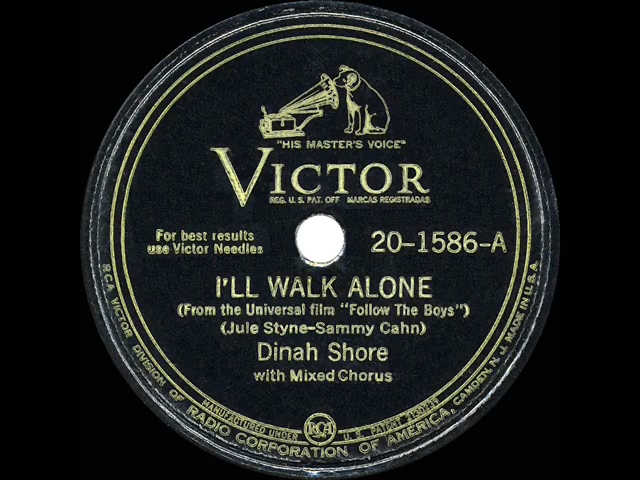 "HIS MASTER'S VOICE"
VICTOR
REG. U. S. PAT. OFF. MARCAS REGISTRADAS
For best results
use Victor Needles
20-1586-A
I'LL WALK ALONE
(From the Universal film "Follow The Boys")
(Jule Styne-Sammy Cahn)
Dinah Shore
with Mixed Chorus
MANUFACTURED UNDER
RCA
U. S. PATENT
RCA VICTOR DIVISION OF RADIO CORPORATION OF AMERICA, CAMDEN, N. J. MADE IN U.S.A.